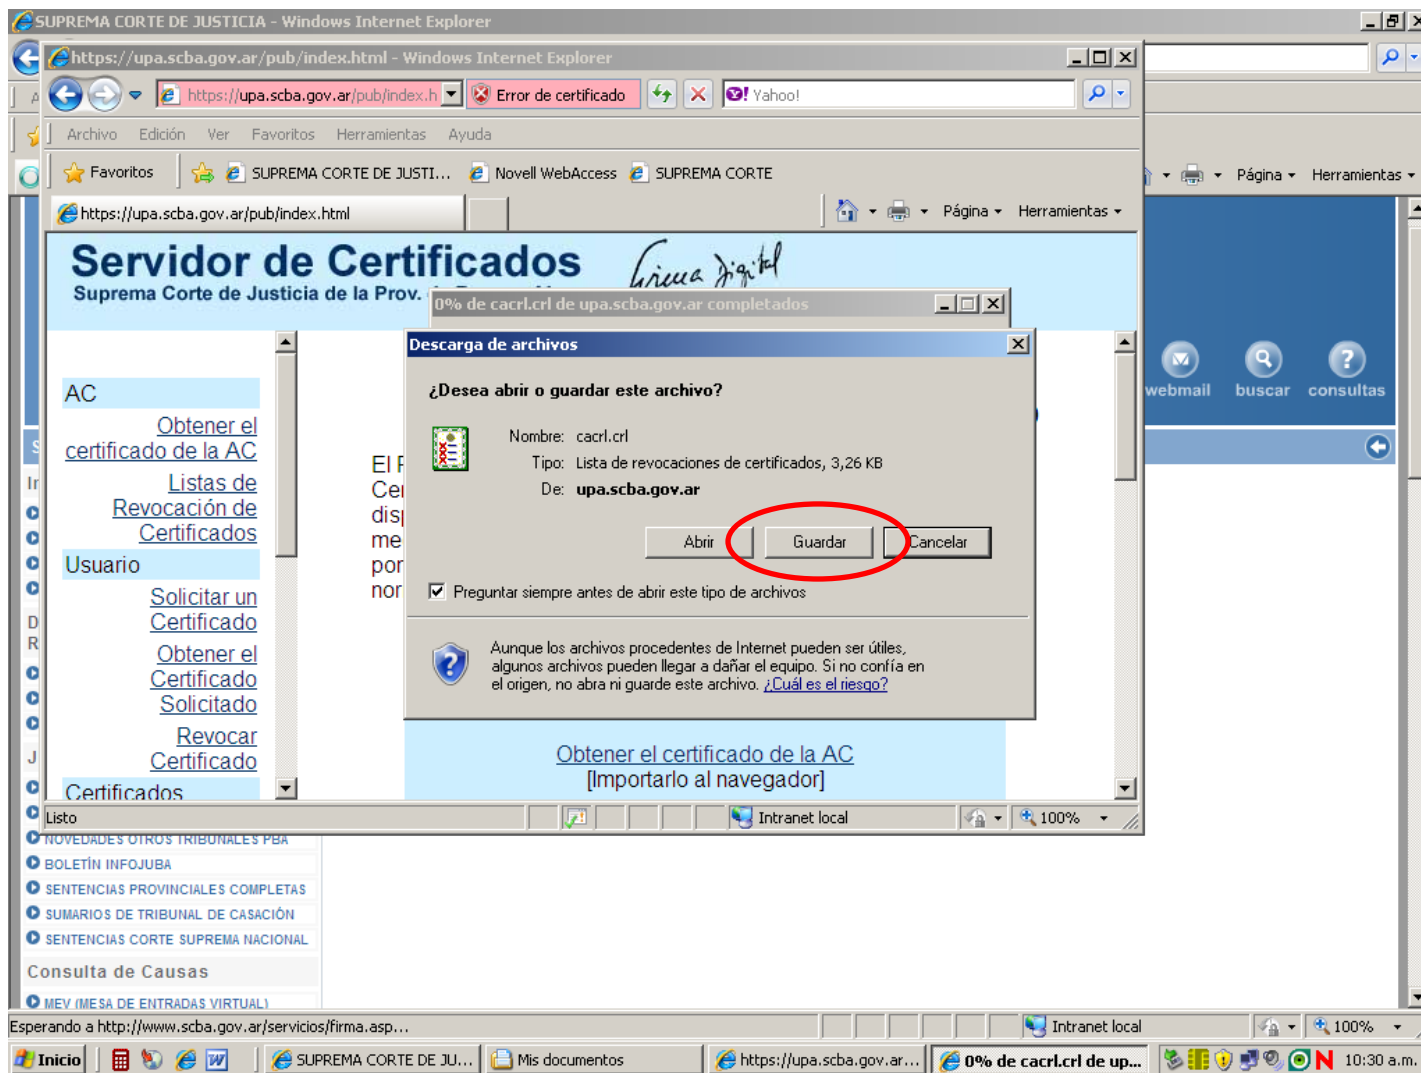 SUPREMA CORTE DE JUSTICIA - Windows Internet Explorer
https://upa.scba.gov.ar/pub/index.html - Windows Internet Explorer
https://upa.scba.gov.ar/pub/index.h
Error de certificado
Yahoo!
Archivo Edición Ver Favoritos Herramientas Ayuda
Favoritos
SUPREMA CORTE DE JUSTI...
Novell WebAccess
SUPREMA CORTE
https://upa.scba.gov.ar/pub/index.html
Página Herramientas
Página Herramientas
Servidor de Certificados
Firma Digital
Suprema Corte de Justicia de la Prov.
0% de cacrl.crl de upa.scba.gov.ar completados
Descarga de archivos
¿Desea abrir o guardar este archivo?
Nombre: cacrl.crl
Tipo: Lista de revocaciones de certificados, 3,26 KB
De: upa.scba.gov.ar
Abrir Guardar Cancelar
Preguntar siempre antes de abrir este tipo de archivos
Aunque los archivos procedentes de Internet pueden ser útiles,
algunos archivos pueden llegar a dañar el equipo. Si no confía en
el origen, no abra ni guarde este archivo. ¿Cuál es el riesgo?
AC
Obtener el
certificado de la AC
Listas de
Revocación de
Certificados
Usuario
Solicitar un
Certificado
Obtener el
Certificado
Solicitado
Revocar
Certificado
Certificados
El
me
por
nor
Obtener el certificado de la AC
[Importarlo al navegador]
Listo
Intranet local
100%
webmail buscar consultas
NOVEDADES OTROS TRIBUNALES PBA
BOLETÍN INFOJUBA
SENTENCIAS PROVINCIALES COMPLETAS
SUMARIOS DE TRIBUNAL DE CASACIÓN
SENTENCIAS CORTE SUPREMA NACIONAL
Consulta de Causas
MEV (MESA DE ENTRADAS VIRTUAL)
Esperando a http://www.scba.gov.ar/servicios/firma.asp...
Intranet local
100%
Inicio
SUPREMA CORTE DE JU...
Mis documentos
https://upa.scba.gov.ar...
0% de cacrl.crl de up...
10:30 a.m.